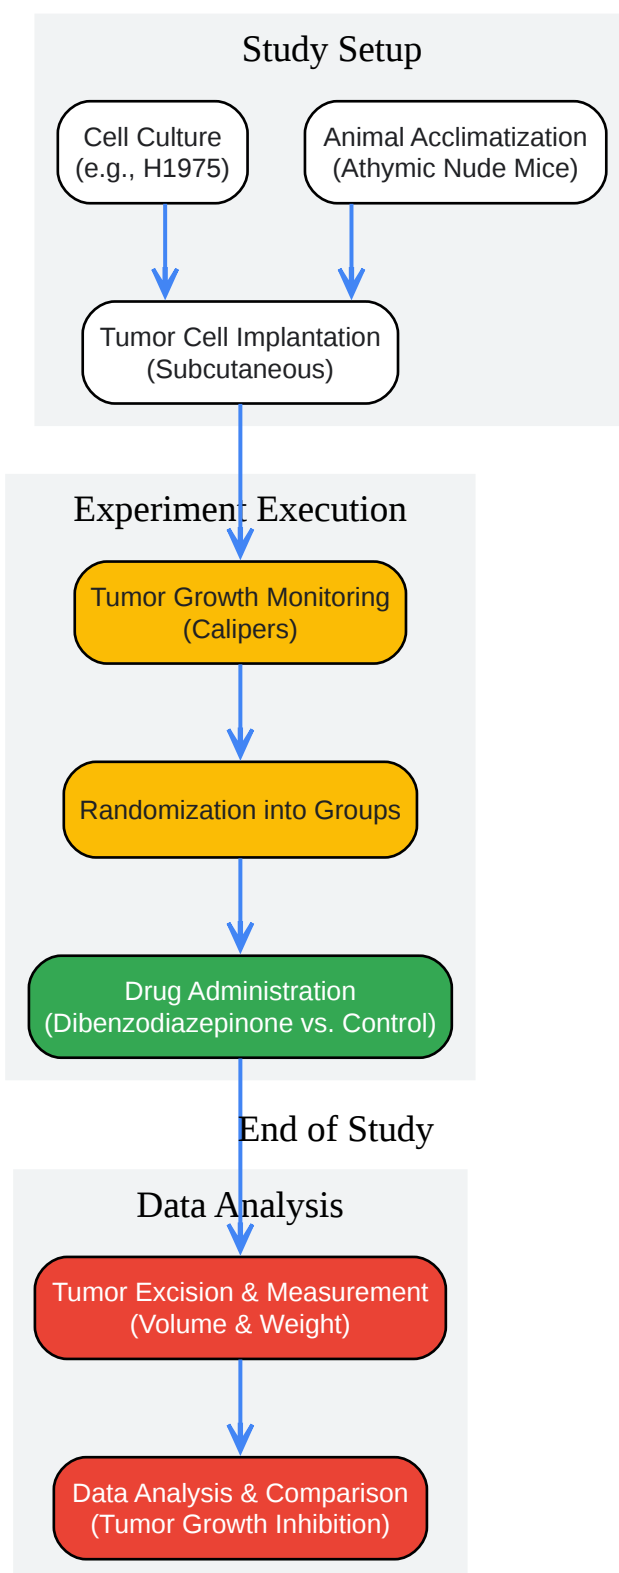 Study Setup
Cell Culture
(e.g., H1975)
Animal Acclimatization
(Athymic Nude Mice)
Tumor Cell Implantation
(Subcutaneous)
Experiment Execution
Tumor Growth Monitoring
(Calipers)
Randomization into Groups
Drug Administration
(Dibenzodiazepinone vs. Control)
End of Study
Data Analysis
Tumor Excision & Measurement
(Volume & Weight)
Data Analysis & Comparison
(Tumor Growth Inhibition)